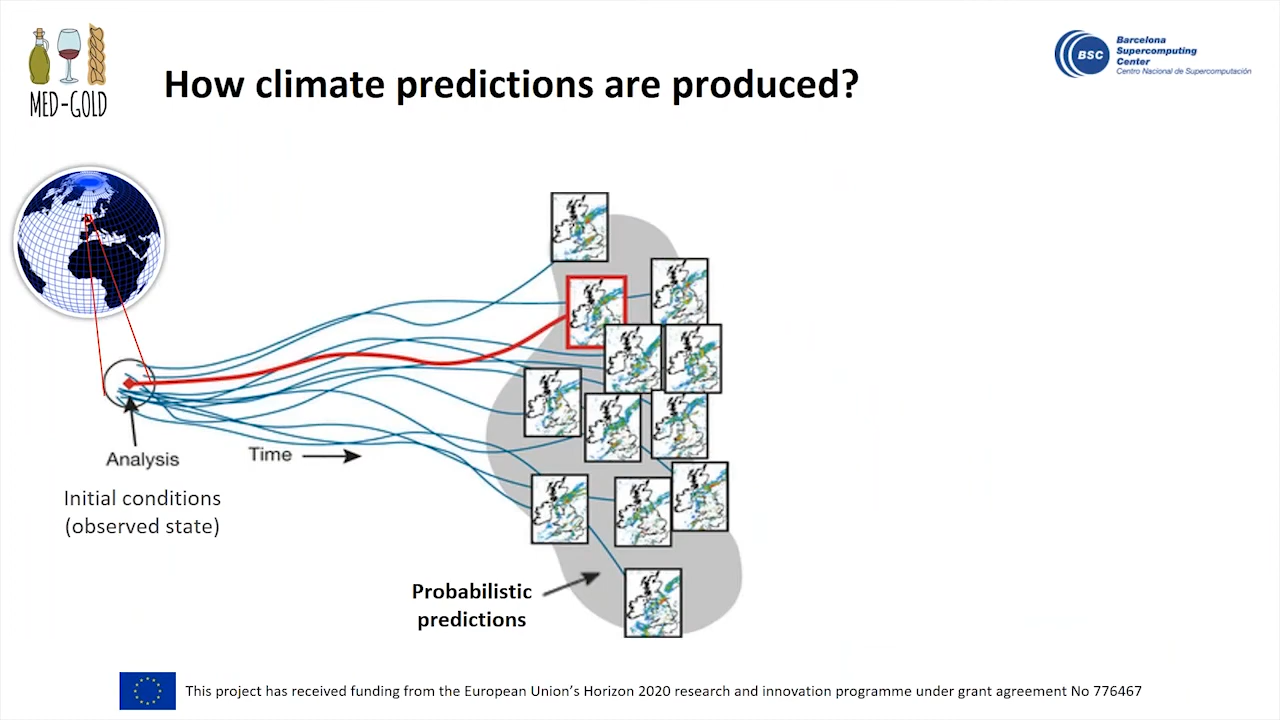 MED-GOLD
How climate predictions are produced?
BSC
Barcelona
Supercomputing
Center
Centro Nacional de Supercomputación
Analysis
Time
Initial conditions
(observed state)
Probabilistic
predictions
This project has received funding from the European Union’s Horizon 2020 research and innovation programme under grant agreement No 776467